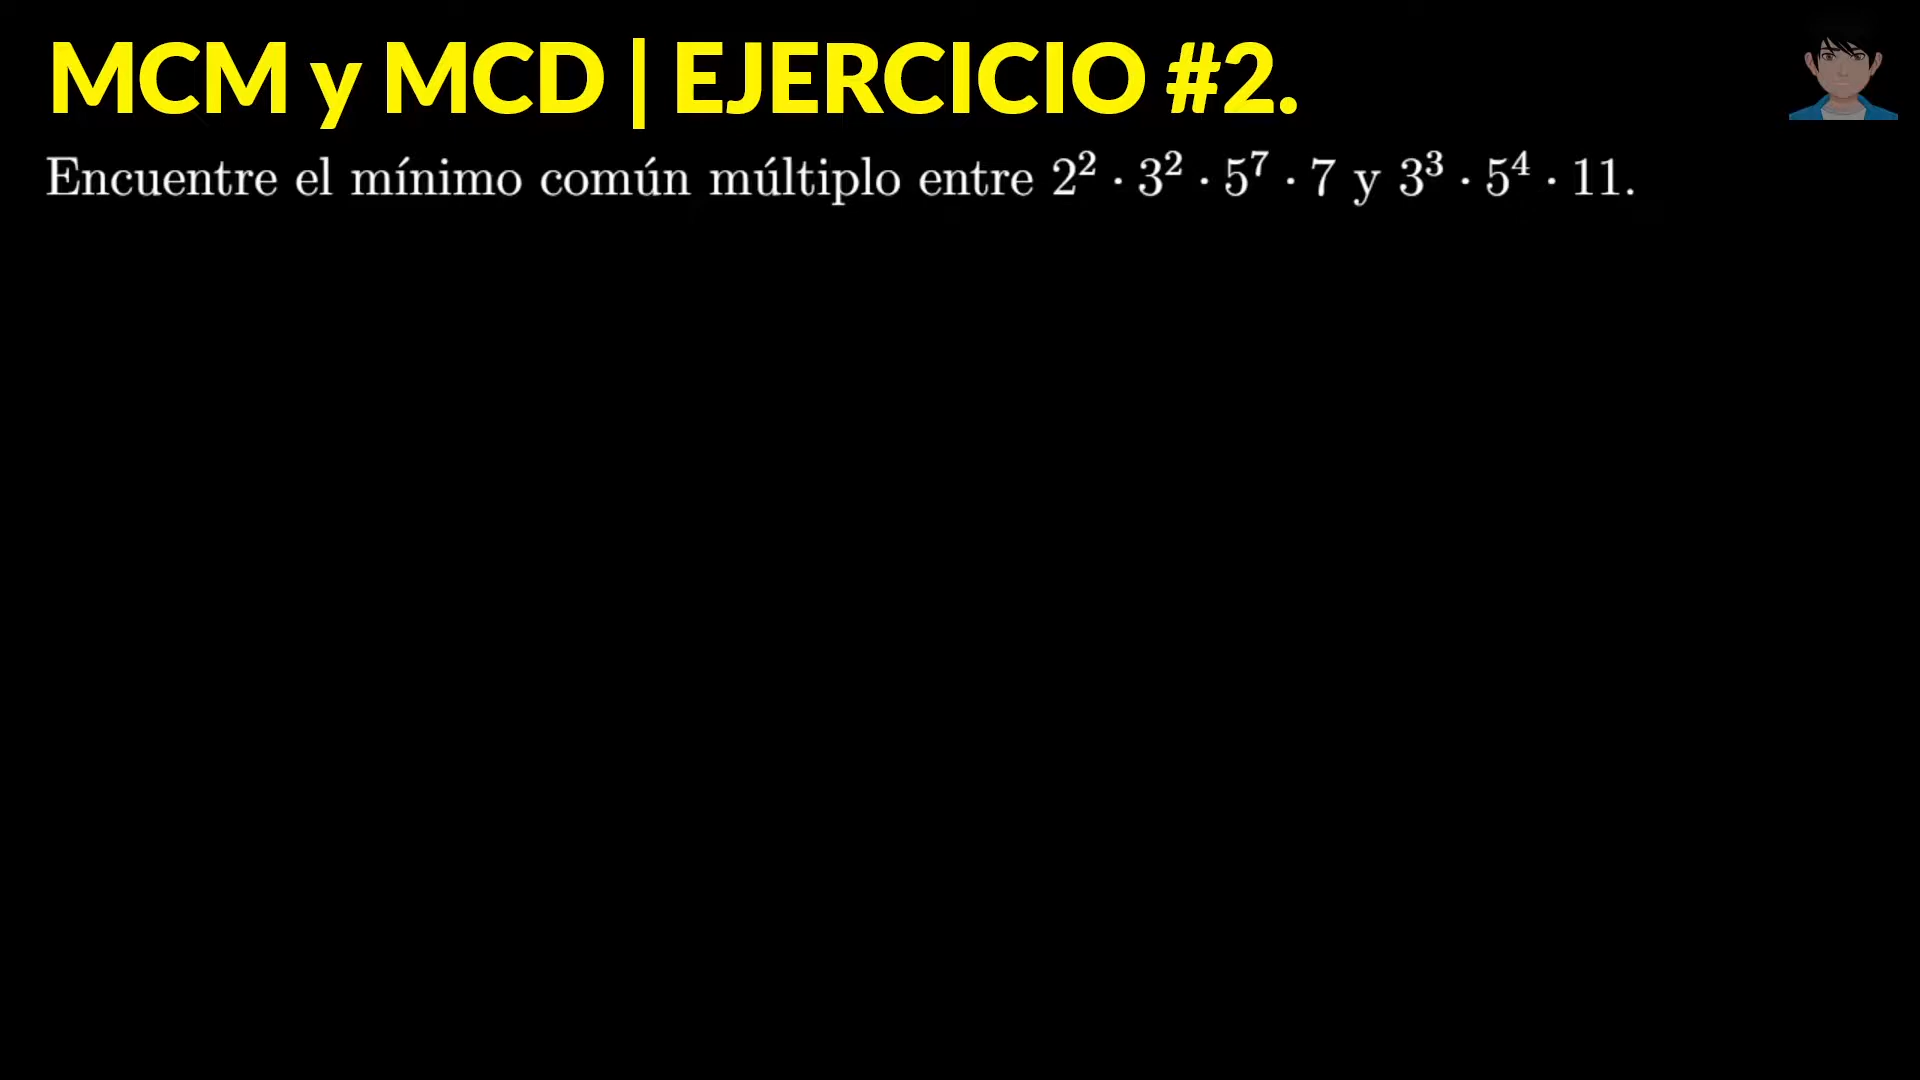 MCM y MCD | EJERCICIO #2.
Encuentre el mínimo común múltiplo entre 2² · 3² · 5⁷ · 7 y 3³ · 5⁴ · 11.